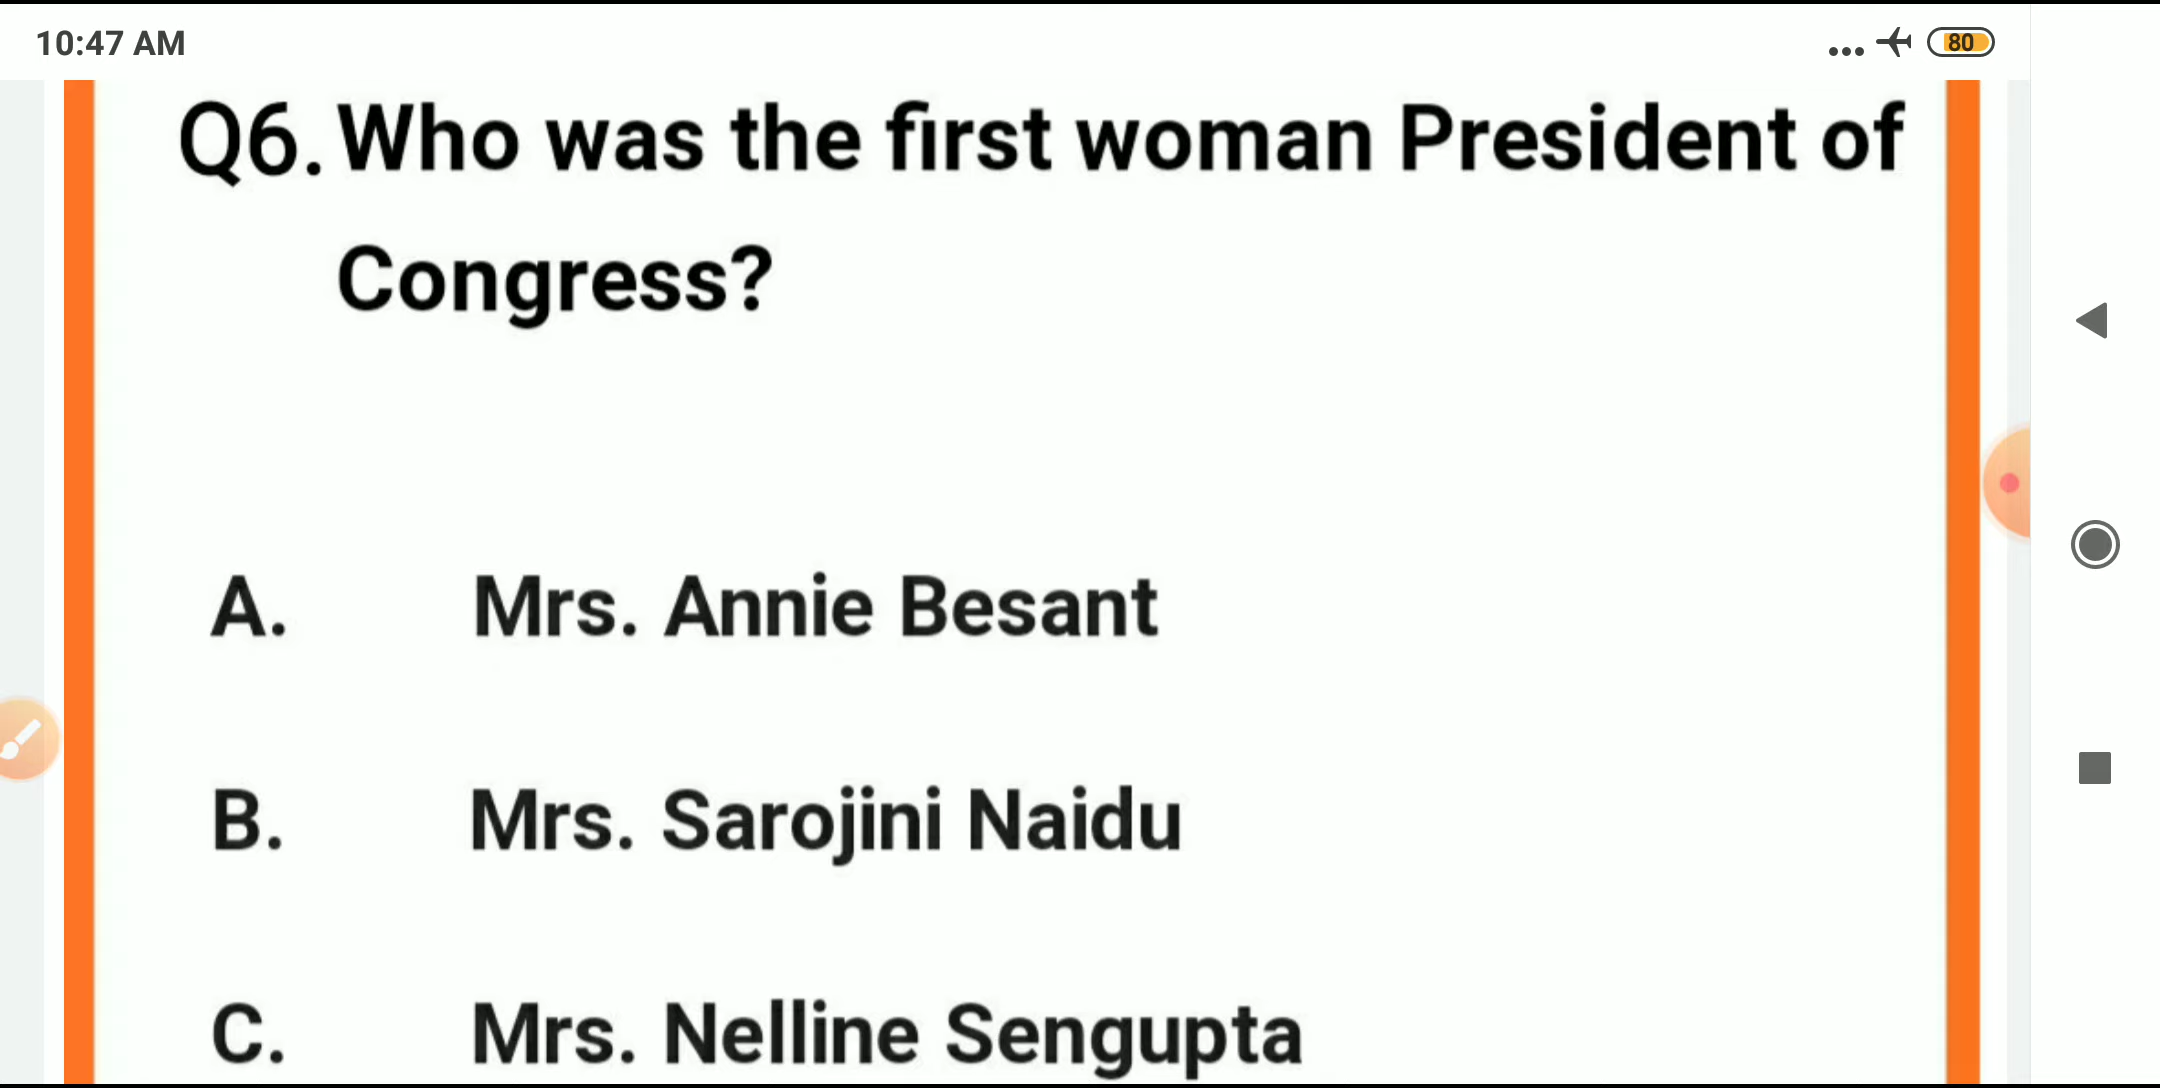 10:47 AM
... 80
Q6. Who was the first woman President of
Congress?
A. Mrs. Annie Besant
B. Mrs. Sarojini Naidu
C. Mrs. Nelline Sengupta